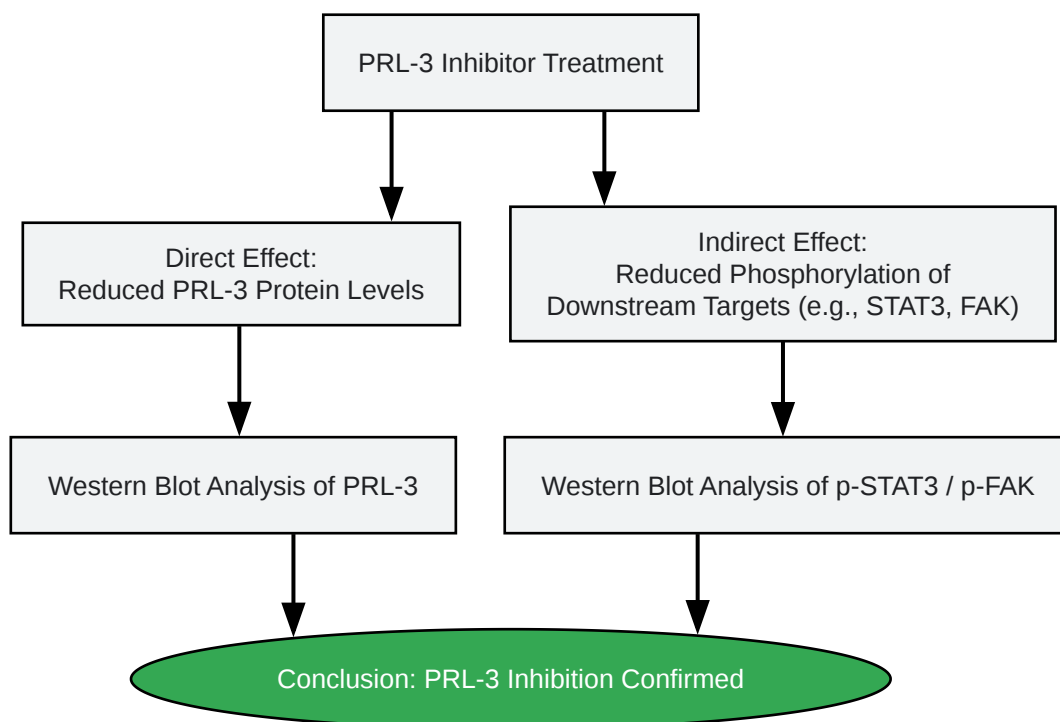 PRL-3 Inhibitor Treatment
Direct Effect:
Reduced PRL-3 Protein Levels
Indirect Effect:
Reduced Phosphorylation of
Downstream Targets (e.g., STAT3, FAK)
Western Blot Analysis of PRL-3
Western Blot Analysis of p-STAT3 / p-FAK
Conclusion: PRL-3 Inhibition Confirmed